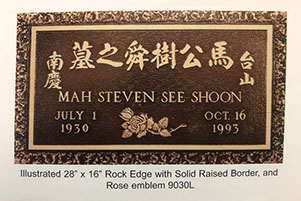 墓之舜樹公馬
南慶
台山
MAH STEVEN SEE SHOON
JULY 1
1930
OCT. 16
1993
Illustrated 28" x 16" Rock Edge with Solid Raised Border, and
Rose emblem 9030L